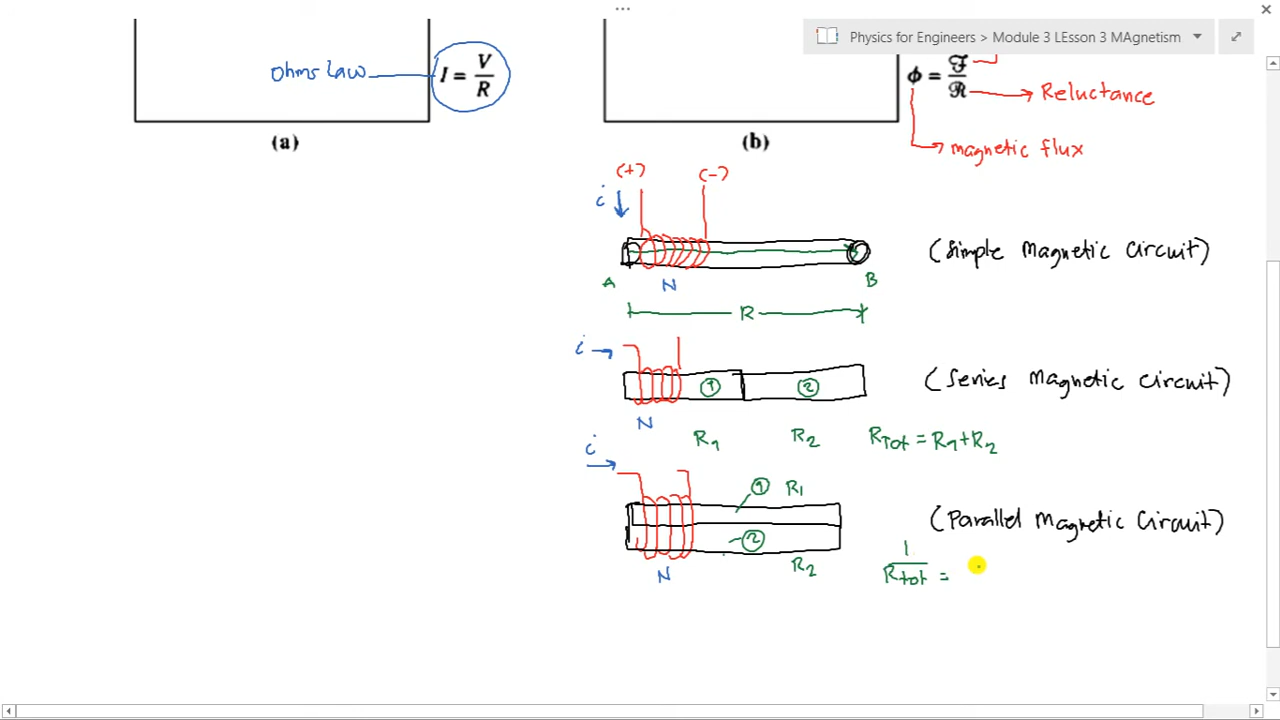 Physics for Engineers > Module 3 LEsson 3 MAgnetism
Ohms law
I = V/R
ϕ = ℱ/ℛ
Reluctance
magnetic flux
(a)
(b)
(+)
(-)
i
A
N
B
(Simple Magnetic Circuit)
R
i
① ②
(Series Magnetic Circuit)
N
R1 R2 RTot = R1+R2
i
① R1
②
(Parallel Magnetic Circuit)
N
R2
1/Rtot =